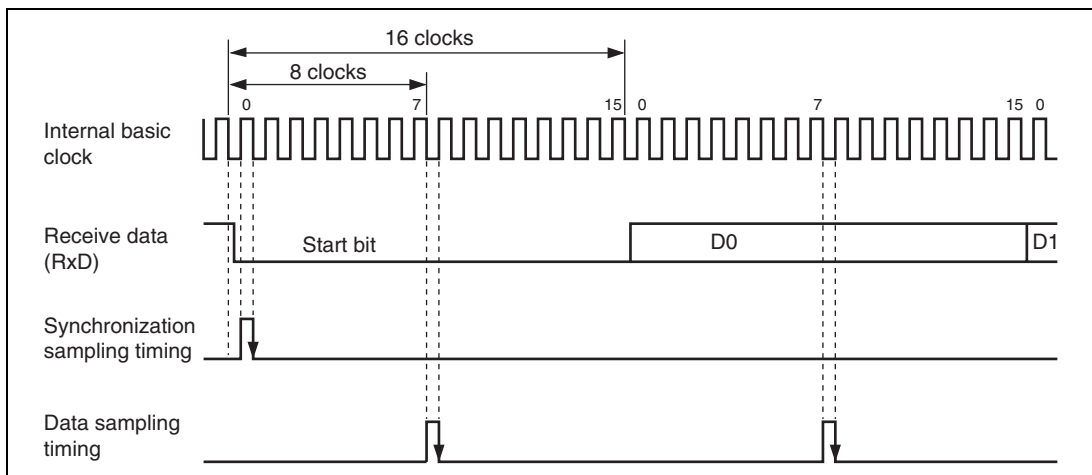 16 clocks
8 clocks
0 7 15 0 7 15 0
Internal basic
clock
Receive data
(RxD)
Start bit D0 D1
Synchronization
sampling timing
Data sampling
timing